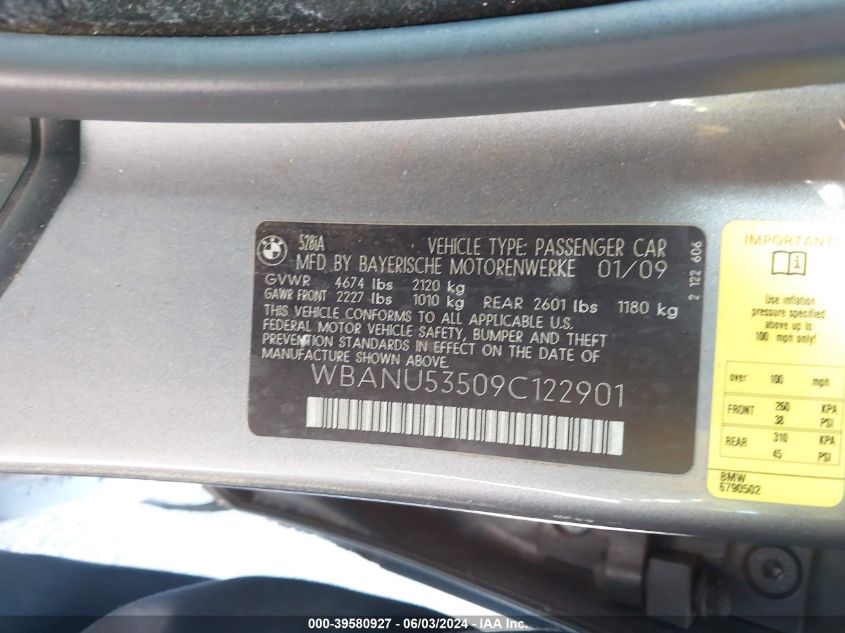 BMW
528iA VEHICLE TYPE: PASSENGER CAR
MFD BY BAYERISCHE MOTORENWERKE 01/09
GVWR 4674 lbs 2120 kg
GAWR FRONT 2227 lbs 1010 kg REAR 2601 lbs 1180 kg
THIS VEHICLE CONFORMS TO ALL APPLICABLE U.S.
FEDERAL MOTOR VEHICLE SAFETY, BUMPER AND THEFT
PREVENTION STANDARDS IN EFFECT ON THE DATE OF
MANUFACTURE SHOWN ABOVE.
WBANU53509C122901
2 122 606
IMPORTANT
i
Use inflation
pressure specified
above up to
100 mph only!
over 100 mph
FRONT 260 KPA
38 PSI
REAR 310 KPA
45 PSI
BMW
6790502
000-39580927 - 06/03/2024 - IAA Inc.